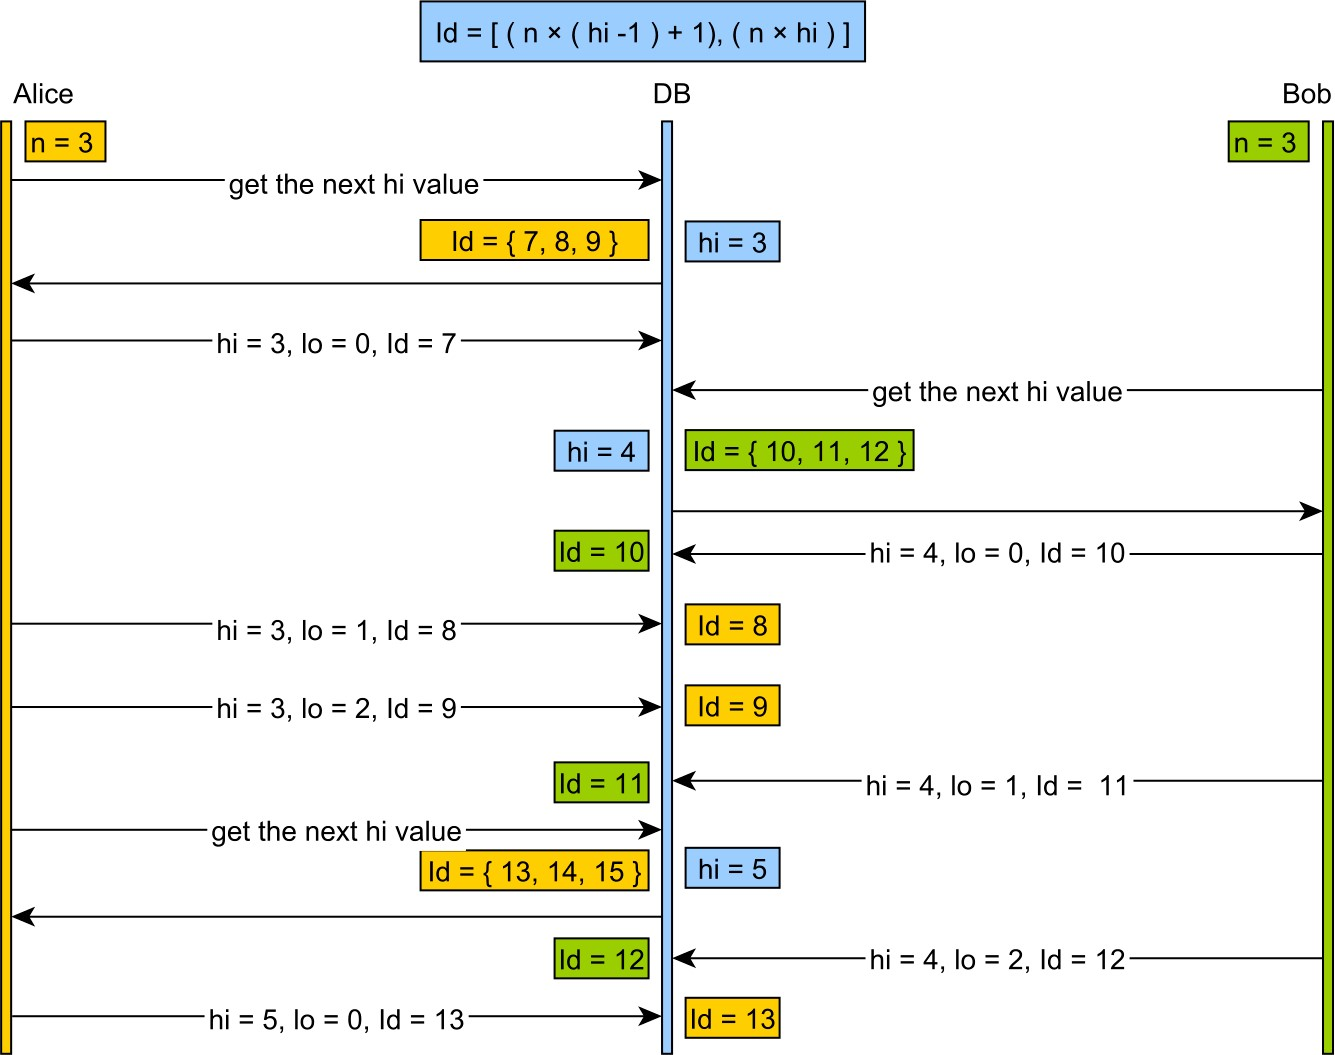 Id = [ ( n × ( hi -1 ) + 1), ( n × hi ) ]
Alice
DB
Bob
n = 3
n = 3
get the next hi value
Id = { 7, 8, 9 }
hi = 3
hi = 3, lo = 0, Id = 7
get the next hi value
hi = 4
Id = { 10, 11, 12 }
Id = 10
hi = 4, lo = 0, Id = 10
hi = 3, lo = 1, Id = 8
Id = 8
hi = 3, lo = 2, Id = 9
Id = 9
Id = 11
hi = 4, lo = 1, Id =  11
get the next hi value
Id = { 13, 14, 15 }
hi = 5
Id = 12
hi = 4, lo = 2, Id = 12
hi = 5, lo = 0, Id = 13
Id = 13